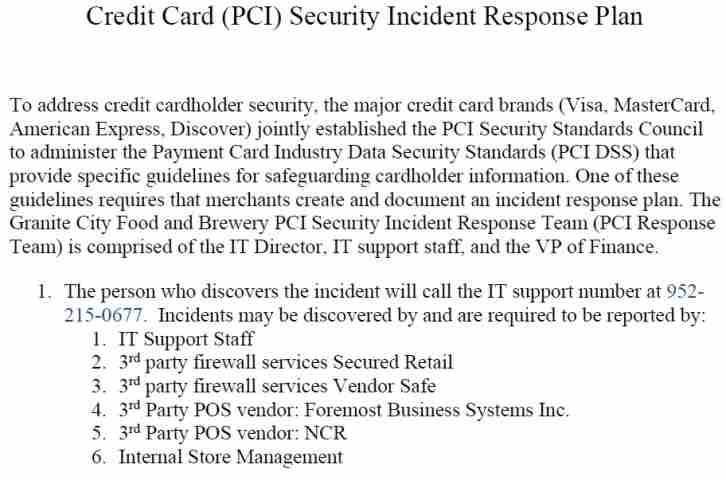 Credit Card (PCI) Security Incident Response Plan
To address credit cardholder security, the major credit card brands (Visa, MasterCard,
American Express, Discover) jointly established the PCI Security Standards Council
to administer the Payment Card Industry Data Security Standards (PCI DSS) that
provide specific guidelines for safeguarding cardholder information. One of these
guidelines requires that merchants create and document an incident response plan. The
Granite City Food and Brewery PCI Security Incident Response Team (PCI Response
Team) is comprised of the IT Director, IT support staff, and the VP of Finance.
1. The person who discovers the incident will call the IT support number at 952-
215-0677. Incidents may be discovered by and are required to be reported by:
1. IT Support Staff
2. 3rd party firewall services Secured Retail
3. 3rd party firewall services Vendor Safe
4. 3rd Party POS vendor: Foremost Business Systems Inc.
5. 3rd Party POS vendor: NCR
6. Internal Store Management